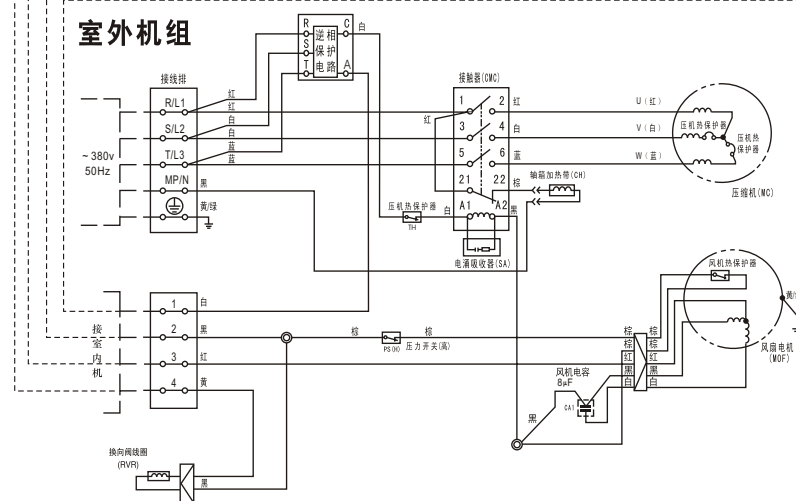 室外机组
R C 白
S 逆相
保护
T 电路 A
接线排
R/L1 红
红
S/L2 白
白
T/L3 蓝
蓝
MP/N 黑
黄/绿
~380v
50Hz
接触器(CMC)
1 2 红
红
3 4 白
5 6 蓝
21 22
棕
A1 A2
白 黑
压机热保护器
TH
电涌吸收器(SA)
轴箱加热带(CH)
U(红)
V(白)
W(蓝)
压机热保护器
压机热
保护器
压缩机(MC)
接室内机
1 白
2 黑
3 红
4 黄
棕 棕
PS(H) 压力开关(高)
棕 棕
棕 棕
红 红
黑 黑
白 白
风机电容
8μF
CA1
黑
风机热保护器
风扇电机
(MOF)
换向阀线圈
(RVR)
黑